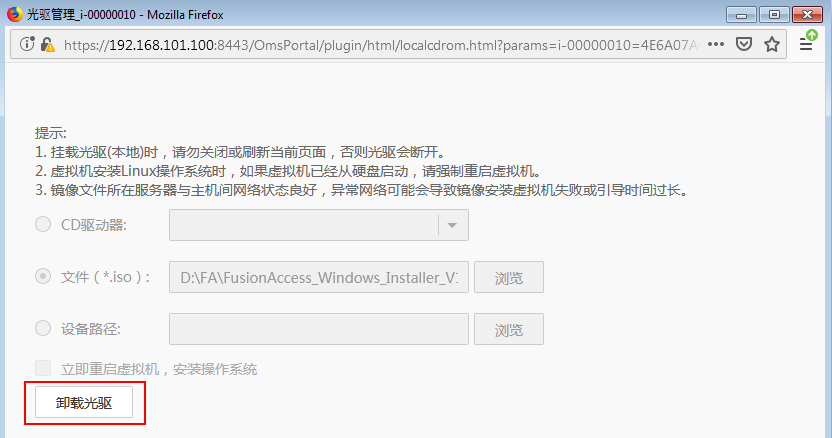 光驱管理_i-00000010 - Mozilla Firefox
https://192.168.101.100:8443/OmsPortal/plugin/html/localcdrom.html?params=i-00000010=4E6A07A
提示:
1. 挂载光驱(本地)时，请勿关闭或刷新当前页面，否则光驱会断开。
2. 虚拟机安装Linux操作系统时，如果虚拟机已经从硬盘启动，请强制重启虚拟机。
3. 镜像文件所在服务器与主机间网络状态良好，异常网络可能会导致镜像安装虚拟机失败或引导时间过长。
CD驱动器:
文件（*.iso）: D:\FA\FusionAccess_Windows_Installer_V1 浏览
设备路径: 浏览
立即重启虚拟机，安装操作系统
卸载光驱